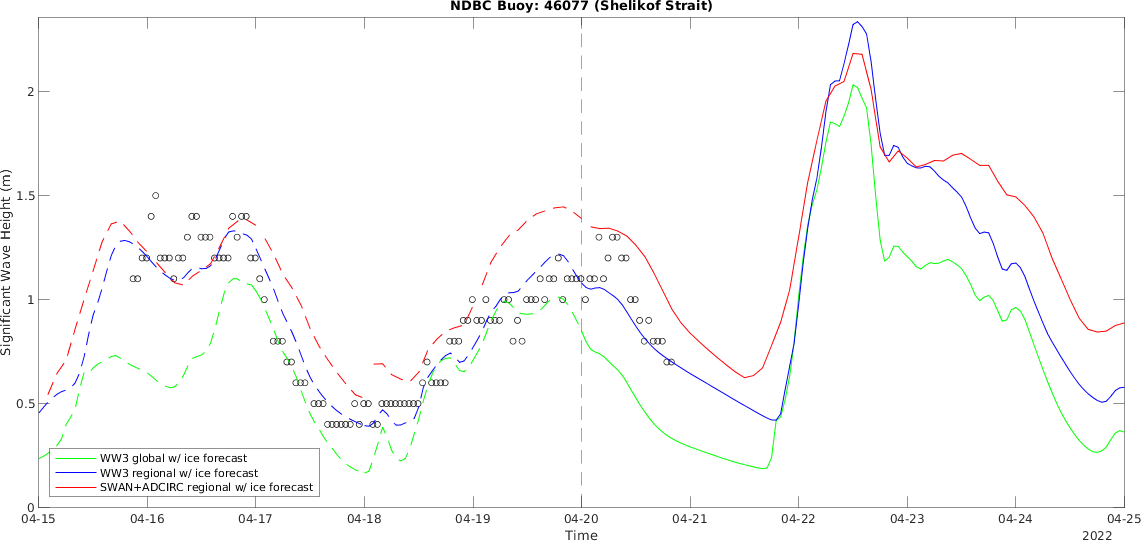 NDBC Buoy: 46077 (Shelikof Strait)
Significant Wave Height (m)
2
1.5
1
0.5
0
WW3 global w/ ice forecast
WW3 regional w/ ice forecast
SWAN+ADCIRC regional w/ ice forecast
04-15 04-16 04-17 04-18 04-19 04-20 04-21 04-22 04-23 04-24 04-25
Time
2022